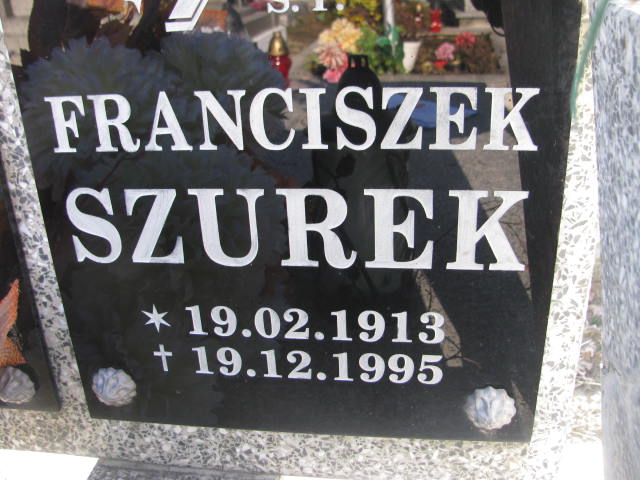 Ś.P.
FRANCISZEK
SZUREK
✶ 19.02.1913
✝ 19.12.1995